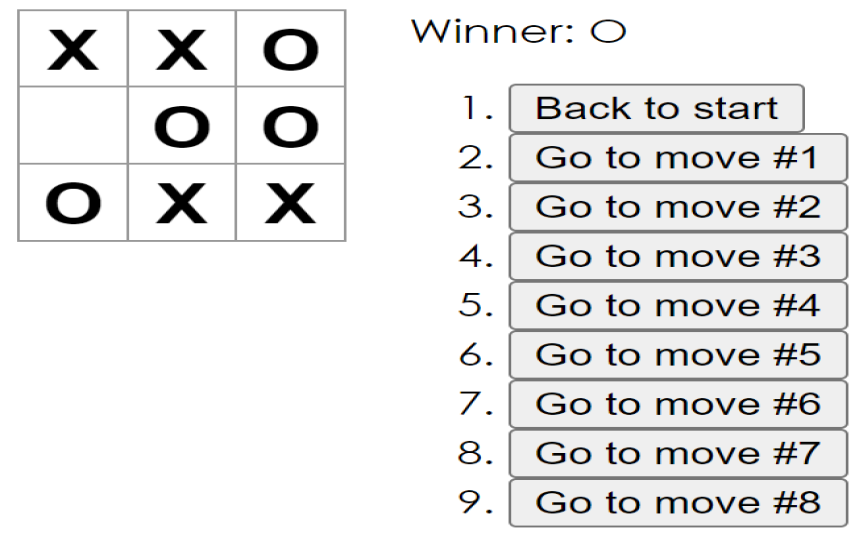 X X O
O O
O X X
Winner: O
1. Back to start
2. Go to move #1
3. Go to move #2
4. Go to move #3
5. Go to move #4
6. Go to move #5
7. Go to move #6
8. Go to move #7
9. Go to move #8